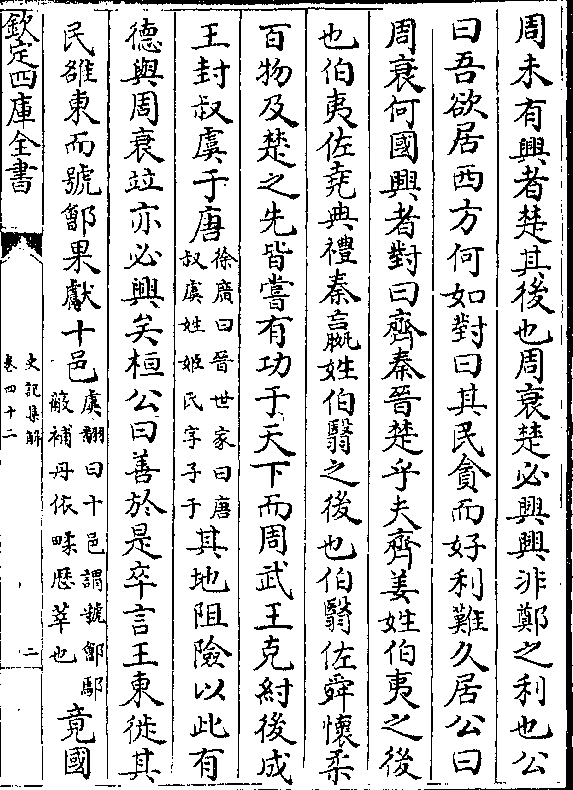 周未有興者楚其後也周衰楚必興興非鄭之利也公
曰吾欲居西方何如對曰其民貪而好利難久居公曰
周衰何國興者對曰齊秦晉楚乎夫齊姜姓伯夷之後
也伯夷佐堯典禮秦嬴姓伯翳之後也伯翳佐舜懷柔
百物及楚之先皆嘗有功于天下而周武王克紂後成
王封叔虞于唐徐廣曰晉世家曰唐叔虞姓姬氏字子于其地阻險以此有
德與周衰竝亦必興矣桓公曰善於是卒言王東徙其
民雒東而號鄶果獻十邑虞翻曰十邑謂號鄶鄢蔽補丹依𪑝歷莘也竟國
欽定四庫全書
史記集解
卷四十二
二